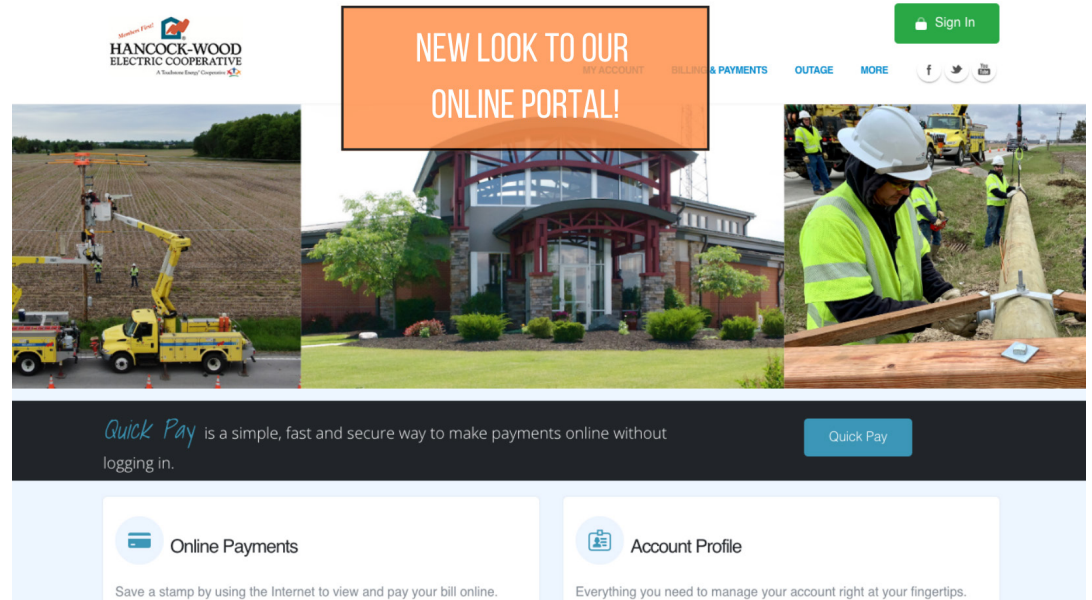 Members First!
HANCOCK-WOOD
ELECTRIC COOPERATIVE
A Touchstone Energy® Cooperative
NEW LOOK TO OUR
ONLINE PORTAL!
Sign In
MY ACCOUNT BILLING & PAYMENTS OUTAGE MORE
Quick Pay is a simple, fast and secure way to make payments online without
logging in.
Quick Pay
Online Payments
Save a stamp by using the Internet to view and pay your bill online.
Account Profile
Everything you need to manage your account right at your fingertips.